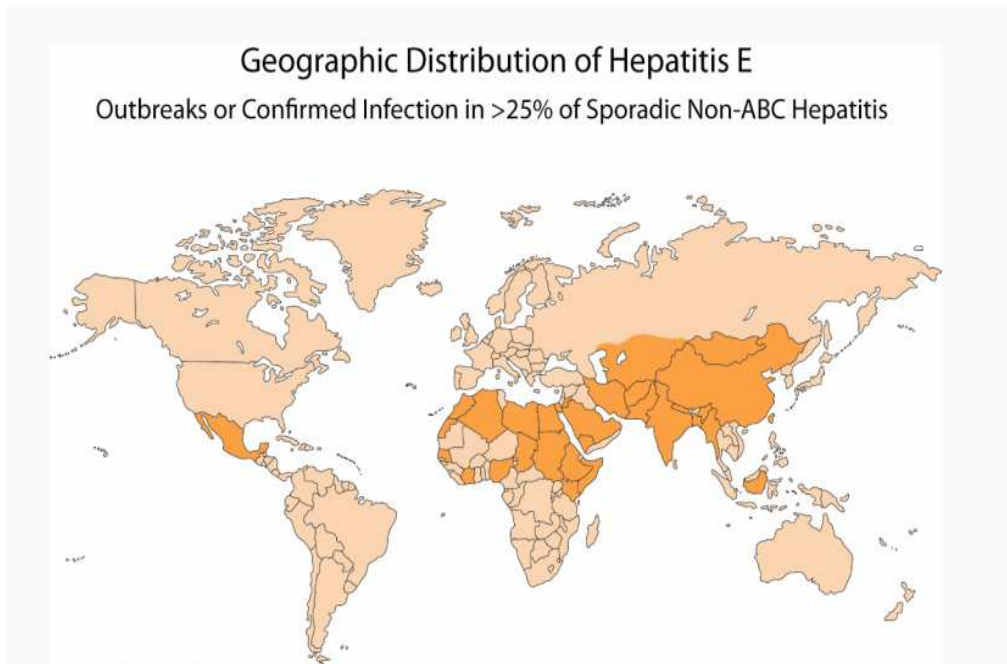 Geographic Distribution of Hepatitis E
Outbreaks or Confirmed Infection in >25% of Sporadic Non-ABC Hepatitis